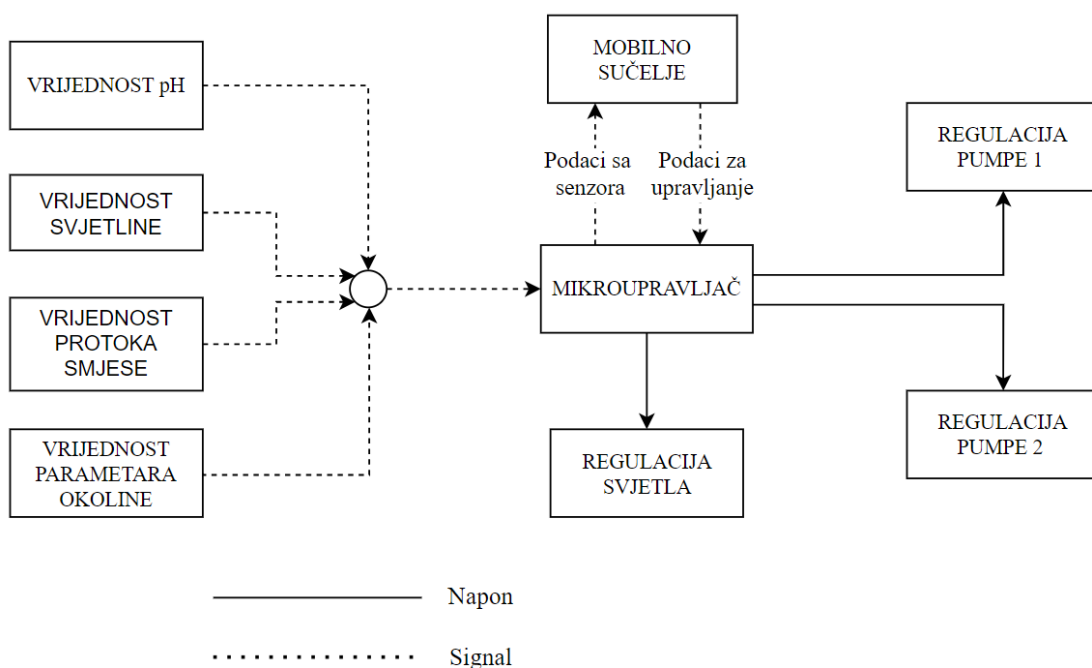 VRIJEDNOST pH
VRIJEDNOST
SVJETLINE
VRIJEDNOST
PROTOKA
SMJESE
VRIJEDNOST
PARAMETARA
OKOLINE
MOBILNO
SUČELJE
Podaci sa
senzora
Podaci za
upravljanje
MIKROUPRAVLJAČ
REGULACIJA
SVJETLA
REGULACIJA
PUMPE 1
REGULACIJA
PUMPE 2
Napon
Signal